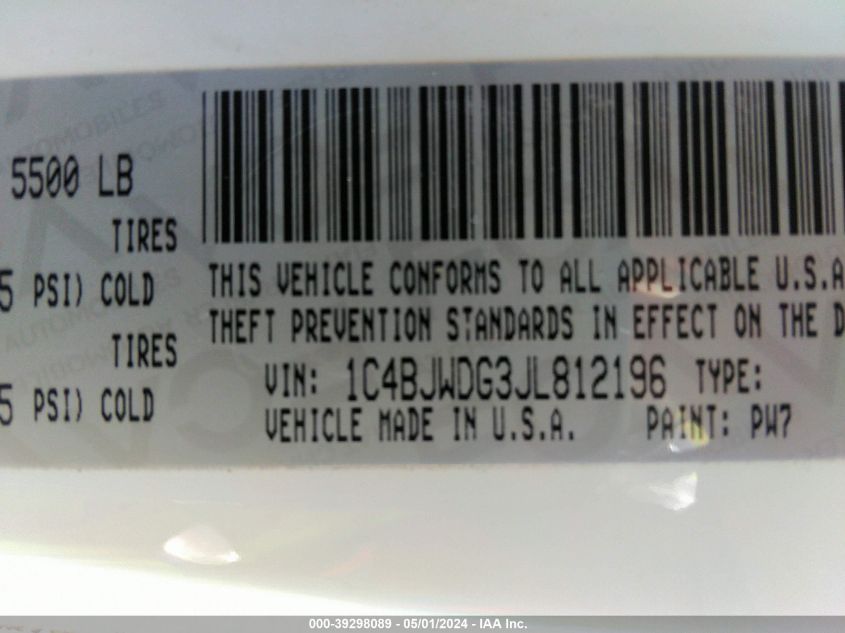 5500 LB
TIRES
5 PSI) COLD
TIRES
5 PSI) COLD
THIS VEHICLE CONFORMS TO ALL APPLICABLE U.S.A
THEFT PREVENTION STANDARDS IN EFFECT ON THE D
VIN: 1C4BJWDG3JL812196 TYPE:
VEHICLE MADE IN U.S.A. PAINT: PW7
000-39298089 - 05/01/2024 - IAA Inc.